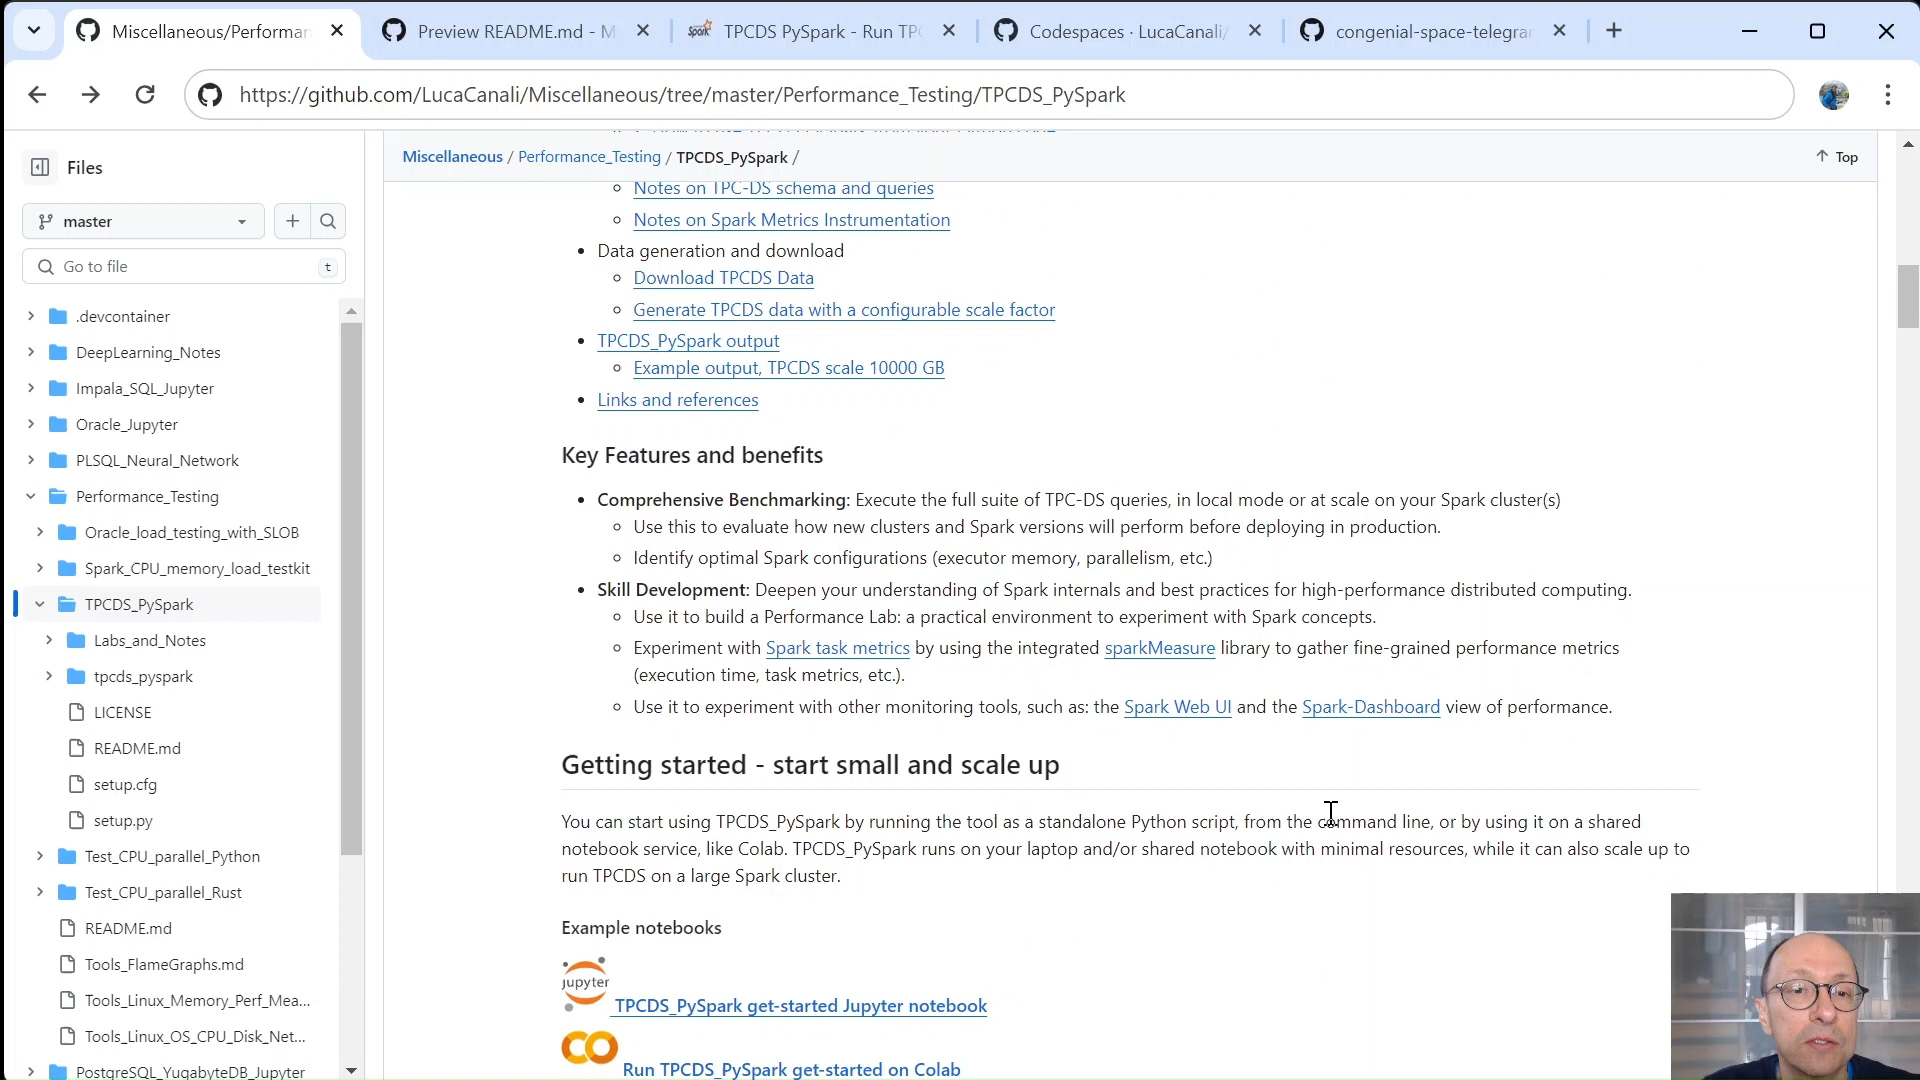 Miscellaneous/Performan
Preview README.md - M
TPCDS PySpark - Run TPC
Codespaces · LucaCanali/
congenial-space-telegram
https://github.com/LucaCanali/Miscellaneous/tree/master/Performance_Testing/TPCDS_PySpark
Files
master
Go to file
t
.devcontainer
DeepLearning_Notes
Impala_SQL_Jupyter
Oracle_Jupyter
PLSQL_Neural_Network
Performance_Testing
Oracle_load_testing_with_SLOB
Spark_CPU_memory_load_testkit
TPCDS_PySpark
Labs_and_Notes
tpcds_pyspark
LICENSE
README.md
setup.cfg
setup.py
Test_CPU_parallel_Python
Test_CPU_parallel_Rust
README.md
Tools_FlameGraphs.md
Tools_Linux_Memory_Perf_Mea...
Tools_Linux_OS_CPU_Disk_Net...
PostgreSQL_YugabyteDB_Jupyter
Miscellaneous / Performance_Testing / TPCDS_PySpark /
Top
Notes on TPC-DS schema and queries
Notes on Spark Metrics Instrumentation
Data generation and download
Download TPCDS Data
Generate TPCDS data with a configurable scale factor
TPCDS_PySpark output
Example output, TPCDS scale 10000 GB
Links and references
Key Features and benefits
Comprehensive Benchmarking: Execute the full suite of TPC-DS queries, in local mode or at scale on your Spark cluster(s)
Use this to evaluate how new clusters and Spark versions will perform before deploying in production.
Identify optimal Spark configurations (executor memory, parallelism, etc.)
Skill Development: Deepen your understanding of Spark internals and best practices for high-performance distributed computing.
Use it to build a Performance Lab: a practical environment to experiment with Spark concepts.
Experiment with Spark task metrics by using the integrated sparkMeasure library to gather fine-grained performance metrics
(execution time, task metrics, etc.).
Use it to experiment with other monitoring tools, such as: the Spark Web UI and the Spark-Dashboard view of performance.
Getting started - start small and scale up
You can start using TPCDS_PySpark by running the tool as a standalone Python script, from the command line, or by using it on a shared
notebook service, like Colab. TPCDS_PySpark runs on your laptop and/or shared notebook with minimal resources, while it can also scale up to
run TPCDS on a large Spark cluster.
Example notebooks
jupyter
TPCDS_PySpark get-started Jupyter notebook
Run TPCDS_PySpark get-started on Colab